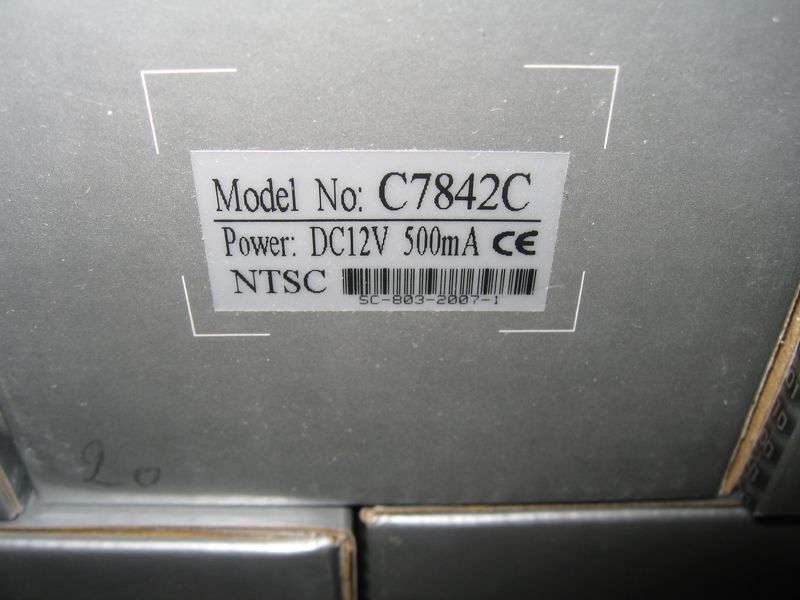 Model No: C7842C
Power: DC12V 500mA CE
NTSC
SC-803-2007-1
20